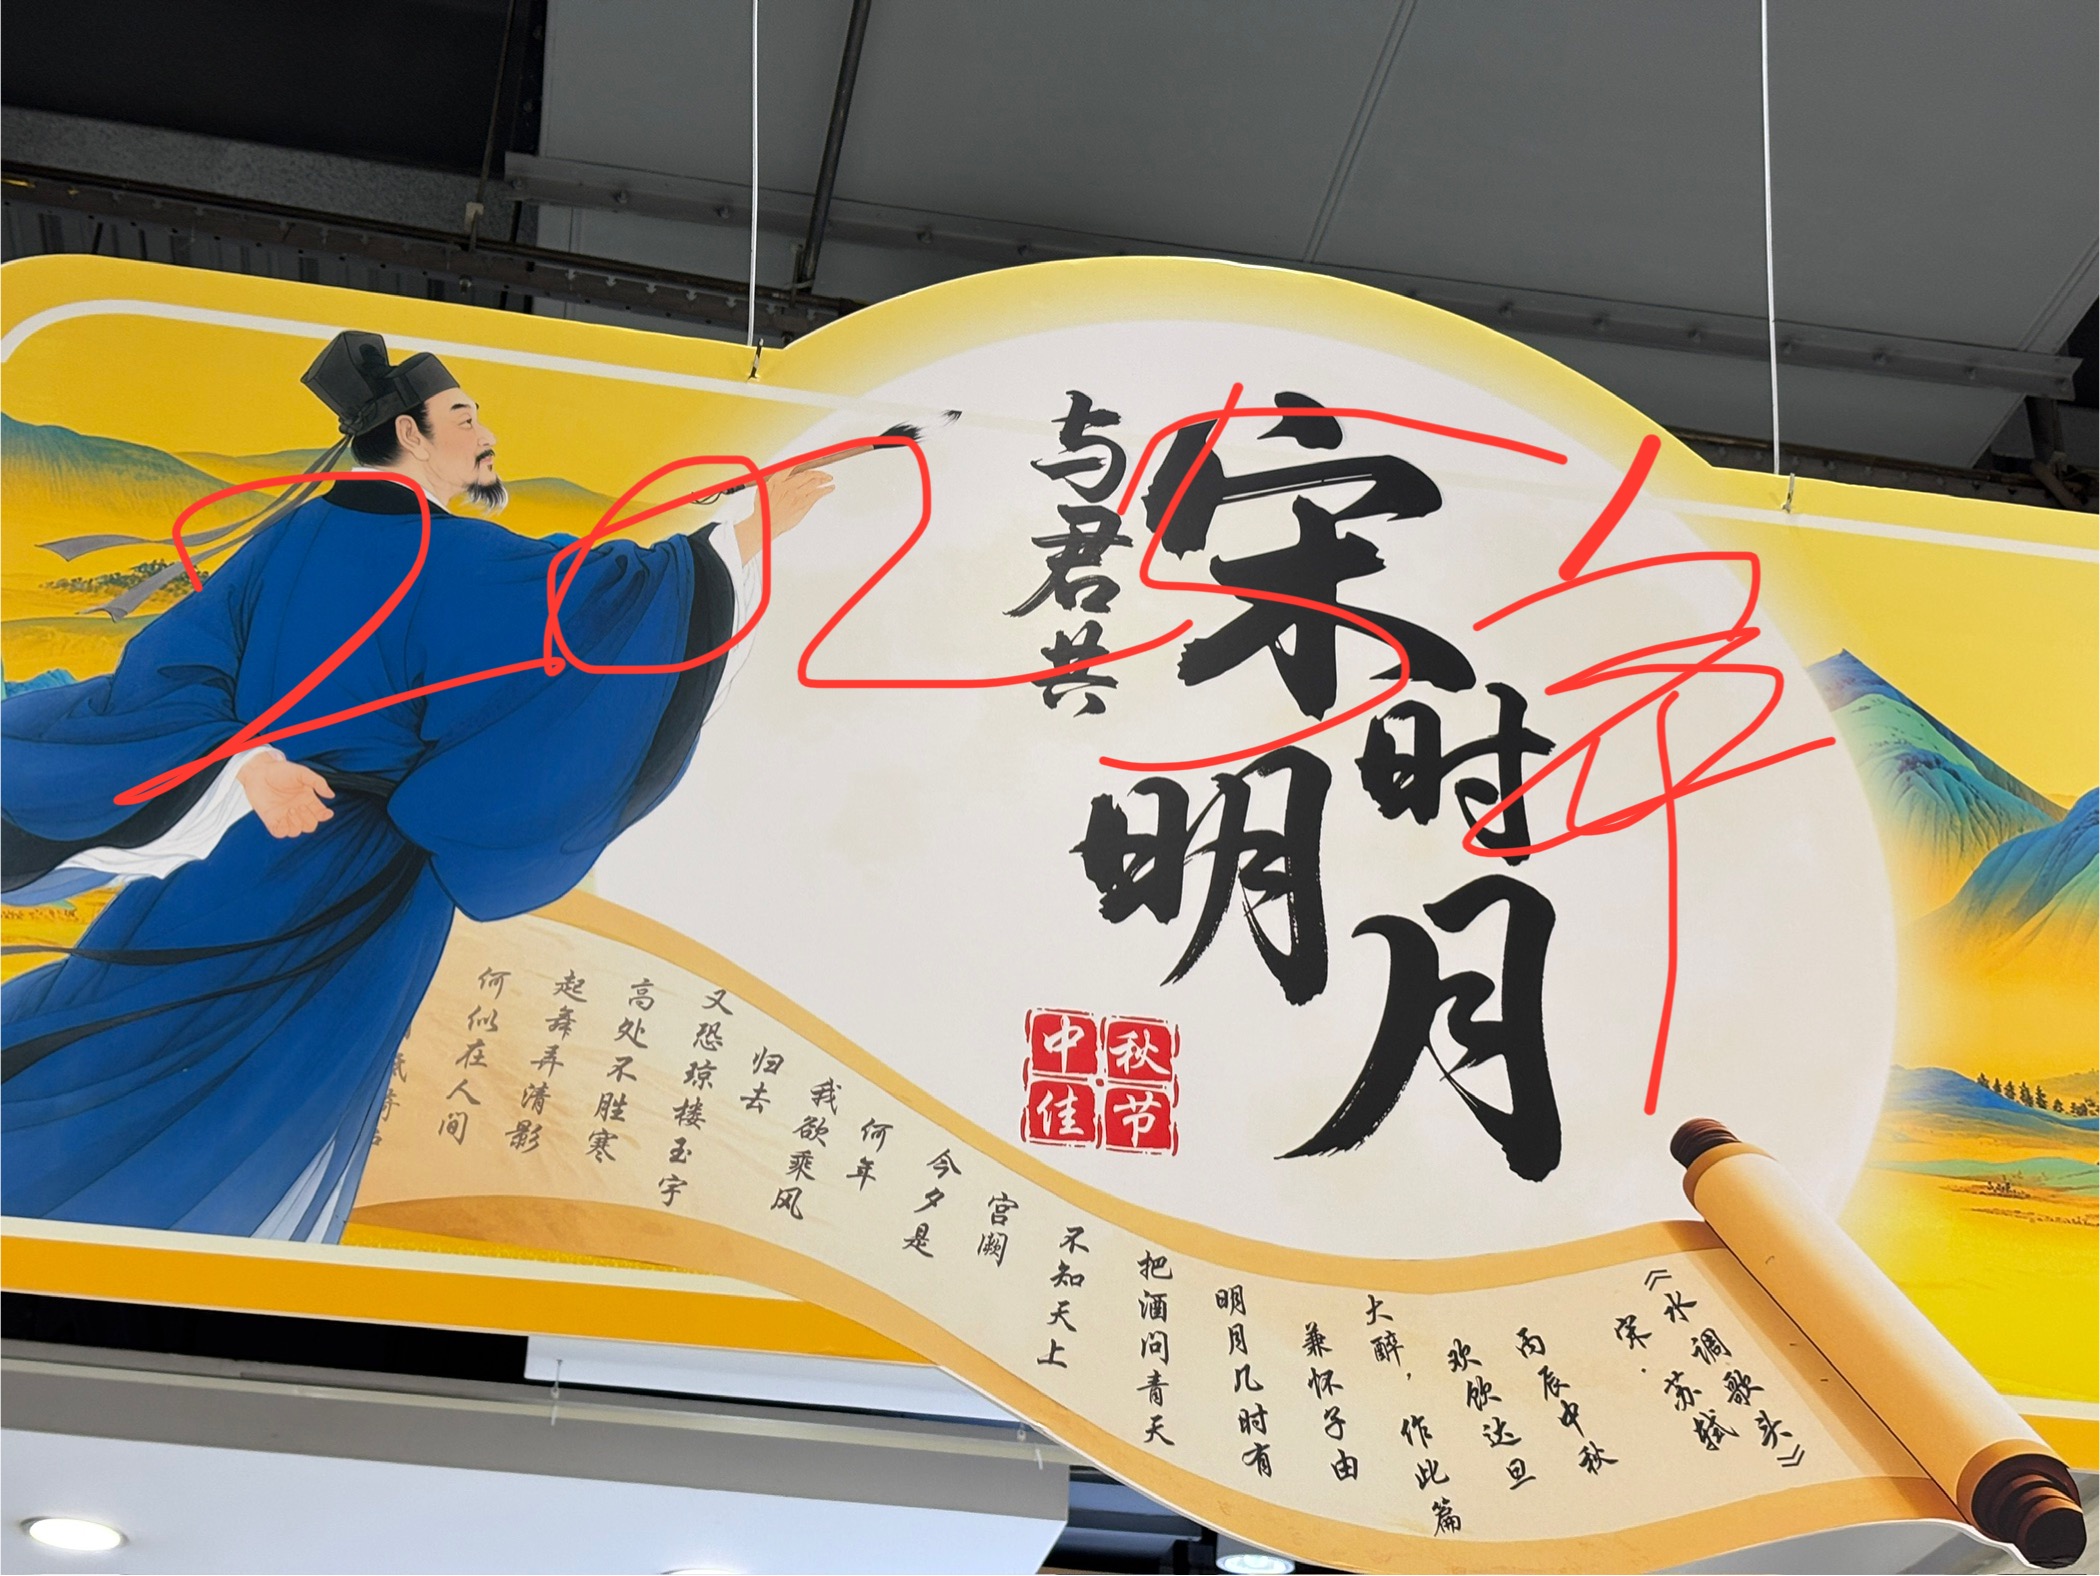 2025年
与君共
宋时
明月
中秋
佳节
《水调歌头》
宋·苏轼
丙辰中秋
欢饮达旦
大醉，作此篇
兼怀子由
明月几时有
把酒问青天
不知天上
宫阙
今夕是
何年
我欲乘风
归去
又恐琼楼玉宇
高处不胜寒
起舞弄清影
何似在人间